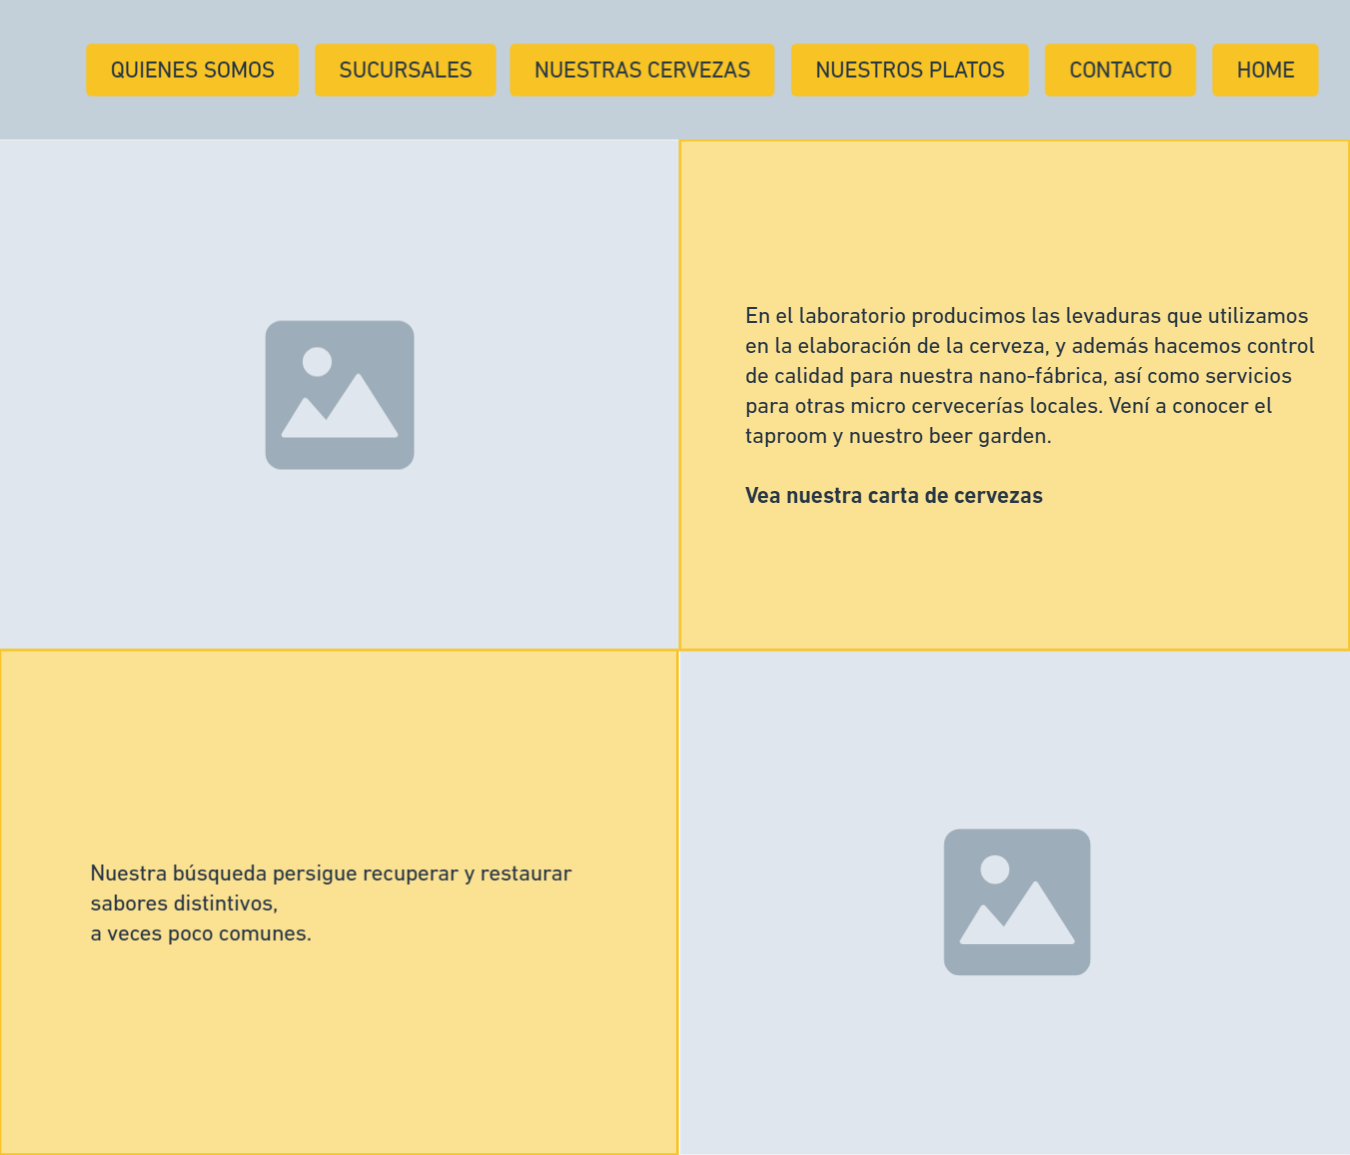 QUIENES SOMOS
SUCURSALES
NUESTRAS CERVEZAS
NUESTROS PLATOS
CONTACTO
HOME
En el laboratorio producimos las levaduras que utilizamos
en la elaboración de la cerveza, y además hacemos control
de calidad para nuestra nano-fábrica, así como servicios
para otras micro cervecerías locales. Vení a conocer el
taproom y nuestro beer garden.
Vea nuestra carta de cervezas
Nuestra búsqueda persigue recuperar y restaurar
sabores distintivos,
a veces poco comunes.